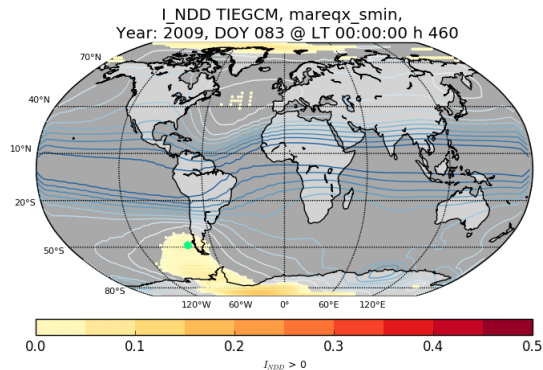 I_NDD TIEGCM, mareqx_smin,
Year: 2009, DOY 083 @ LT 00:00:00 h 460
70°N
40°N
10°N
20°S
50°S
80°S
120°W 60°W 0° 60°E 120°E
0.0 0.1 0.2 0.3 0.4 0.5
I_NDD > 0